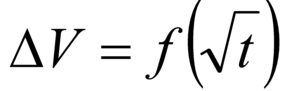 ΔV = f(√t)